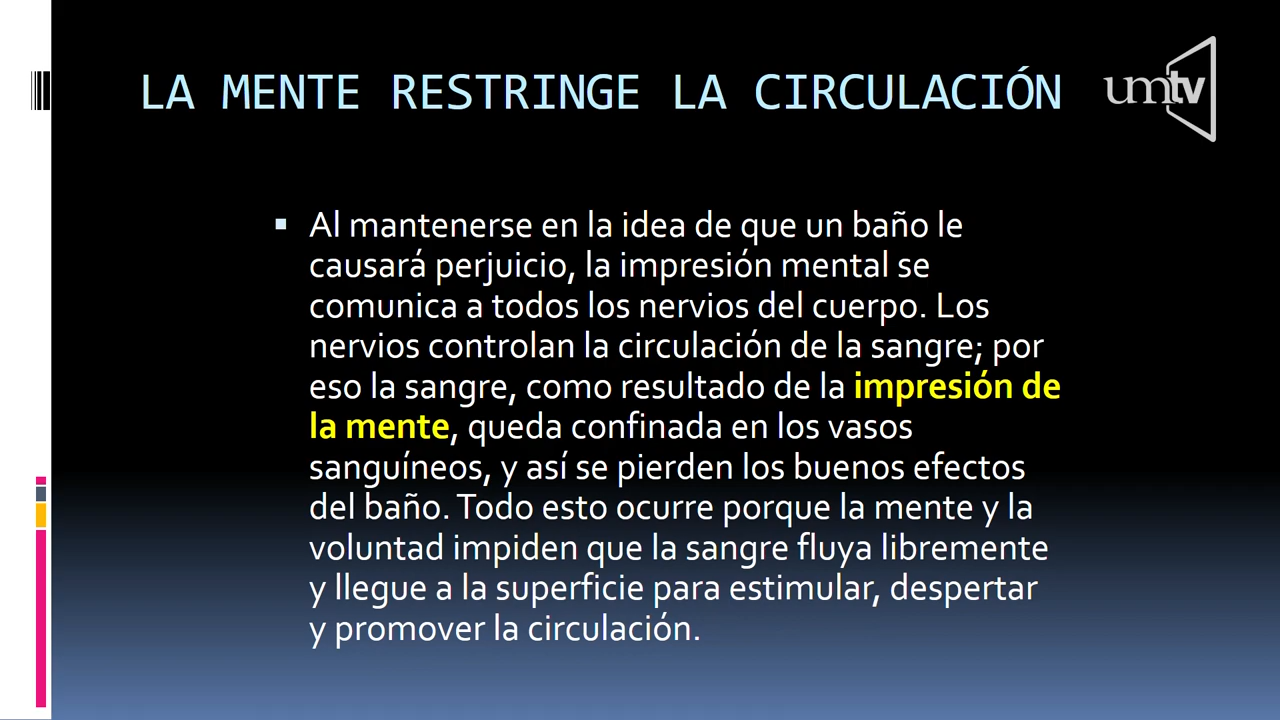 LA MENTE RESTRINGE LA CIRCULACIÓN
umtv
▪ Al mantenerse en la idea de que un baño le
causará perjuicio, la impresión mental se
comunica a todos los nervios del cuerpo. Los
nervios controlan la circulación de la sangre; por
eso la sangre, como resultado de la impresión de
la mente, queda confinada en los vasos
sanguíneos, y así se pierden los buenos efectos
del baño. Todo esto ocurre porque la mente y la
voluntad impiden que la sangre fluya libremente
y llegue a la superficie para estimular, despertar
y promover la circulación.